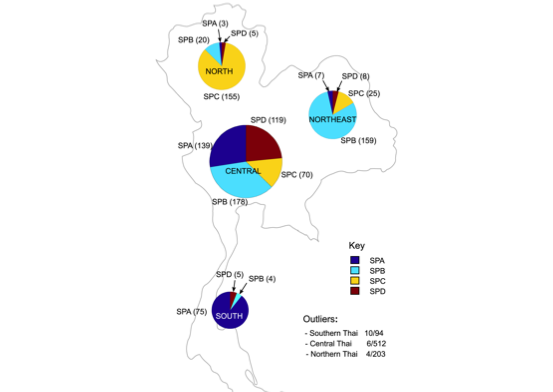 SPA (3)
SPD (5)
SPB (20)
NORTH
SPC (155)
SPA (7)
SPD (8)
SPC (25)
NORTHEAST
SPB (159)
SPD (119)
SPA (139)
CENTRAL
SPC (70)
SPB (178)
SPD (5)
SPB (4)
SPA (75)
SOUTH
Key
SPA
SPB
SPC
SPD
Outliers:
- Southern Thai 10/94
- Central Thai 6/512
- Northern Thai 4/203